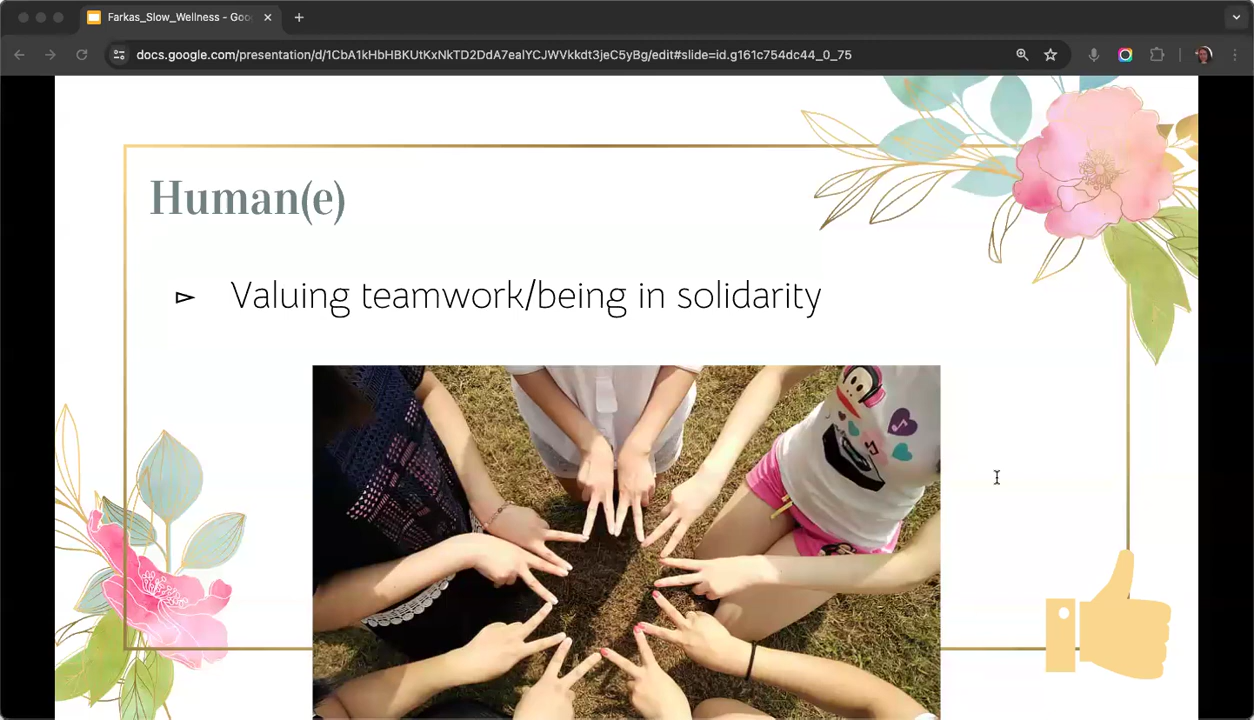 Farkas_Slow_Wellness - Goo
docs.google.com/presentation/d/1CbA1kHbHBKUtKxNkTD2DdA7ealYCJWVkkdt3jeC5yBg/edit#slide=id.g161c754dc44_0_75
Human(e)
⊳ Valuing teamwork/being in solidarity